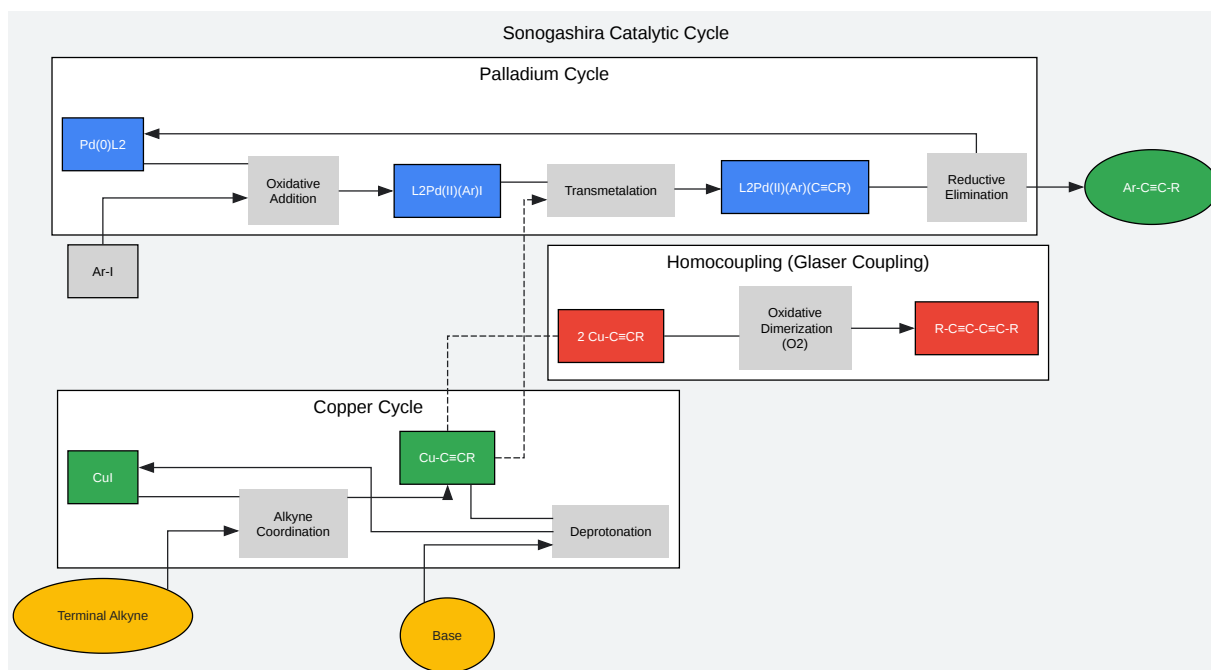 Sonogashira Catalytic Cycle
Palladium Cycle
Pd(0)L2
Oxidative
Addition
L2Pd(II)(Ar)I
Transmetalation
L2Pd(II)(Ar)(C≡CR)
Reductive
Elimination
Ar-C≡C-R
Ar-I
Homocoupling (Glaser Coupling)
2 Cu-C≡CR
Oxidative
Dimerization
(O2)
R-C≡C-C≡C-R
Copper Cycle
CuI
Alkyne
Coordination
Cu-C≡CR
Deprotonation
Terminal Alkyne
Base